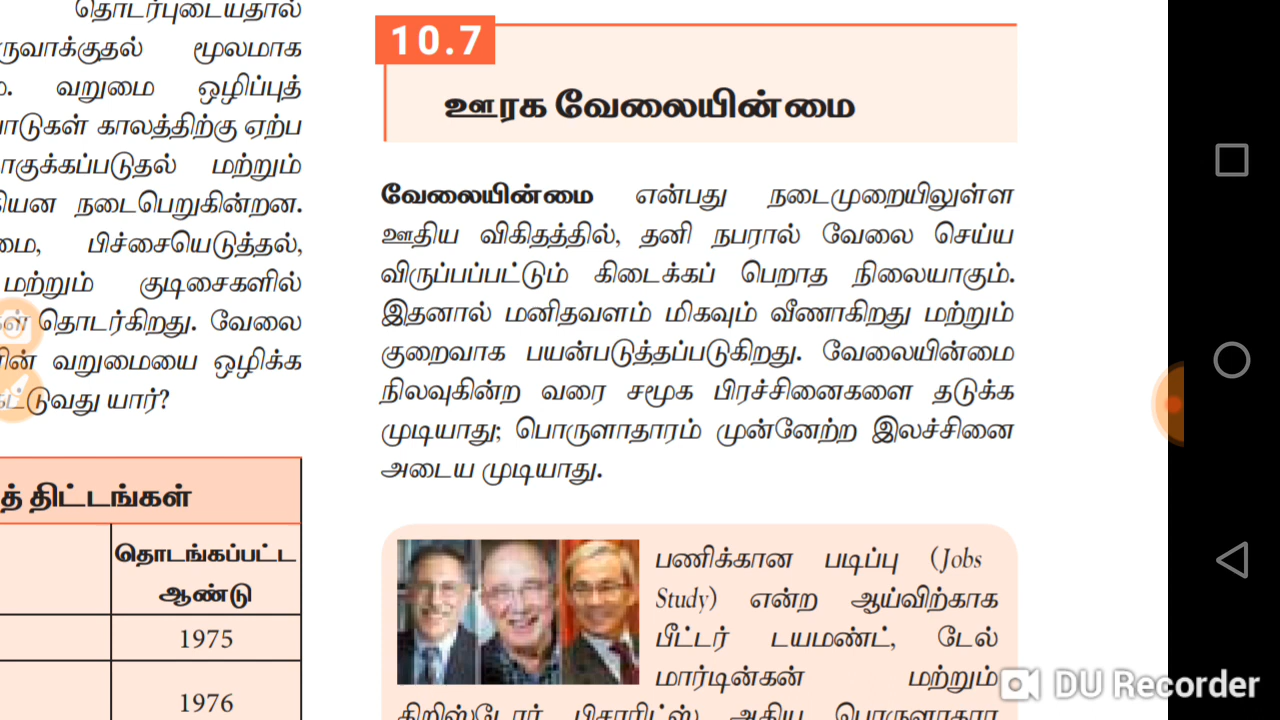 தொடர்புடையதால்
ருவாக்குதல் மூலமாக
வறுமை ஒழிப்புத்
பாடுகள் காலத்திற்கு ஏற்ப
ாகுக்கப்படுதல் மற்றும்
கியன நடைபெறுகின்றன.
மை, பிச்சையெடுத்தல்,
மற்றும் குடிசைகளில்
தொடர்கிறது. வேலை
ரின் வறுமையை ஒழிக்க
யார்?
த் திட்டங்கள்
தொடங்கப்பட்ட
ஆண்டு
1975
1976
10.7
ஊரக வேலையின்மை
வேலையின்மை என்பது நடைமுறையிலுள்ள
ஊதிய விகிதத்தில், தனி நபரால் வேலை செய்ய
விருப்பப்பட்டும் கிடைக்கப் பெறாத நிலையாகும்.
இதனால் மனிதவளம் மிகவும் வீணாகிறது மற்றும்
குறைவாக பயன்படுத்தப்படுகிறது. வேலையின்மை
நிலவுகின்ற வரை சமூக பிரச்சினைகளை தடுக்க
முடியாது; பொருளாதாரம் முன்னேற்ற இலச்சினை
அடைய முடியாது.
பணிக்கான படிப்பு (Jobs
Study) என்ற ஆய்விற்காக
பீட்டர் டயமண்ட், டேல்
மார்டின்கன் மற்றும்
DU Recorder